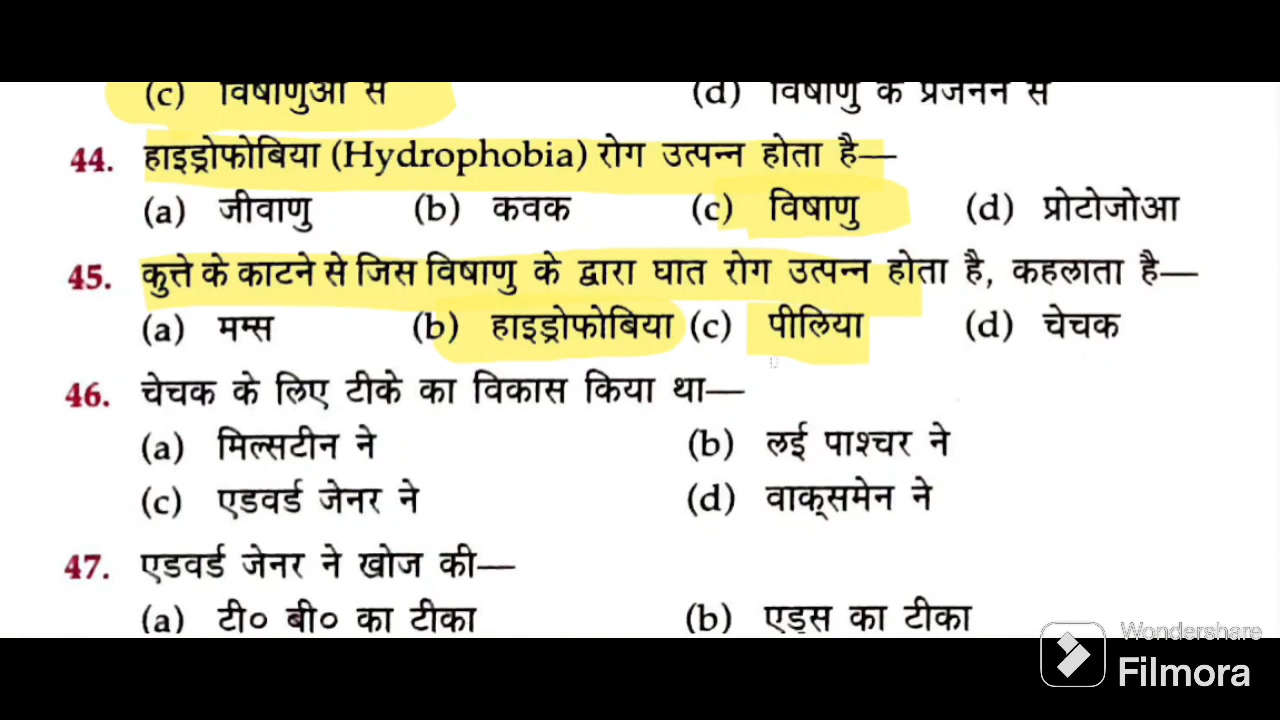 (c) विषाणुओं से (d) विषाणु के प्रजनन से
44. हाइड्रोफोबिया (Hydrophobia) रोग उत्पन्न होता है—
(a) जीवाणु (b) कवक (c) विषाणु (d) प्रोटोजोआ
45. कुत्ते के काटने से जिस विषाणु के द्वारा घात रोग उत्पन्न होता है, कहलाता है—
(a) मम्स (b) हाइड्रोफोबिया (c) पीलिया (d) चेचक
46. चेचक के लिए टीके का विकास किया था—
(a) मिल्सटीन ने (b) लई पाश्चर ने
(c) एडवर्ड जेनर ने (d) वाक्समेन ने
47. एडवर्ड जेनर ने खोज की—
(a) टी० बी० का टीका (b) एड्स का टीका
Wondershare
Filmora